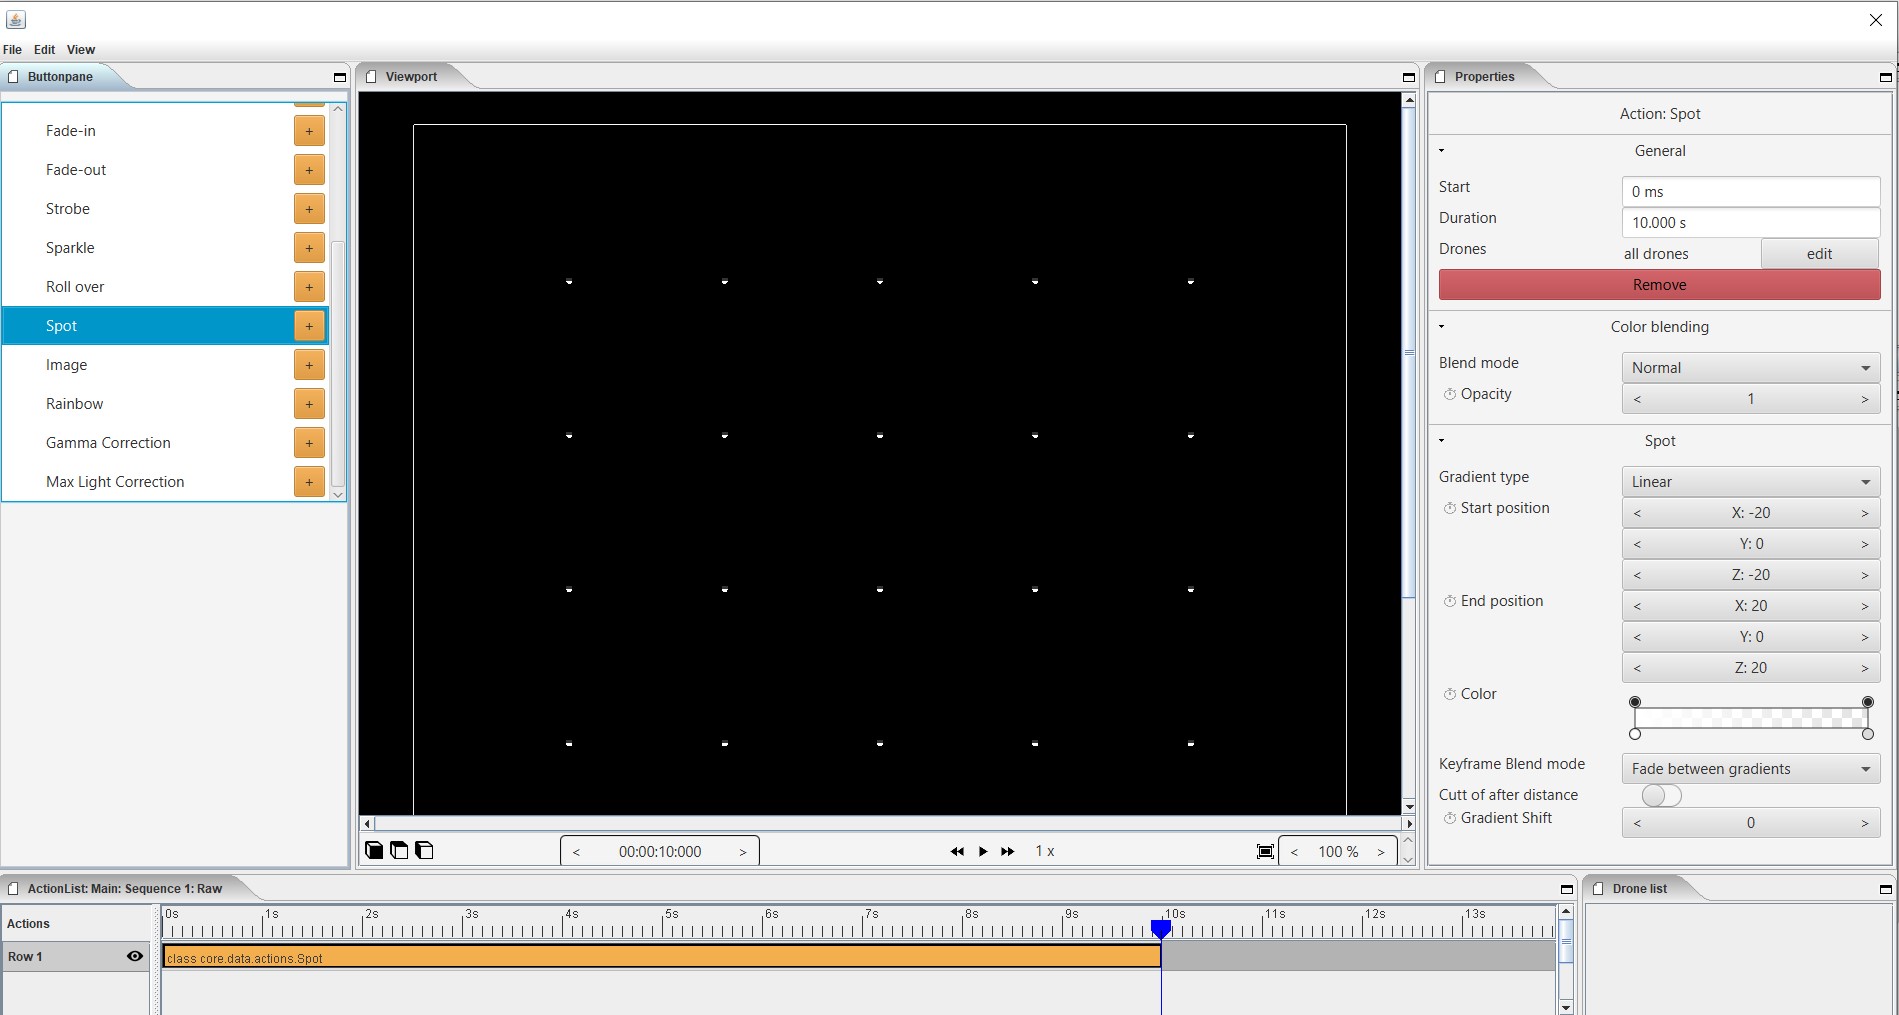 File Edit View
Buttonpane
Fade-in +
Fade-out +
Strobe +
Sparkle +
Roll over +
Spot +
Image +
Rainbow +
Gamma Correction +
Max Light Correction +
Viewport
< 00:00:10:000 >
1 x
< 100 % >
Properties
Action: Spot
General
Start 0 ms
Duration 10.000 s
Drones all drones edit
Remove
Color blending
Blend mode Normal
Opacity < 1 >
Spot
Gradient type Linear
Start position < X: -20 >
< Y: 0 >
< Z: -20 >
End position < X: 20 >
< Y: 0 >
< Z: 20 >
Color
Keyframe Blend mode Fade between gradients
Cutt of after distance
Gradient Shift < 0 >
ActionList: Main: Sequence 1: Raw
Actions 0s 1s 2s 3s 4s 5s 6s 7s 8s 9s 10s 11s 12s 13s
Row 1 class core.data.actions.Spot
Drone list